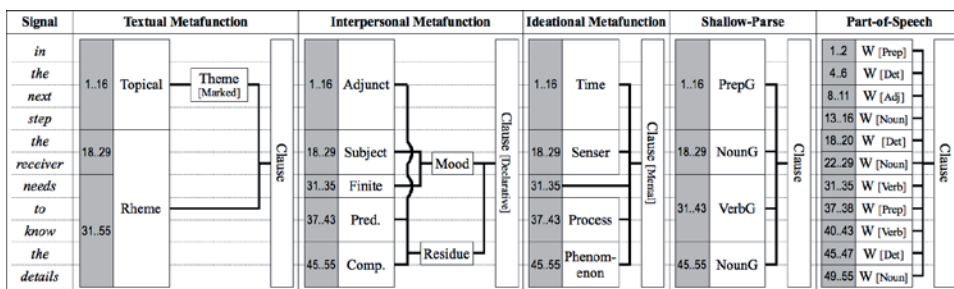 Signal Textual Metafunction Interpersonal Metafunction Ideational Metafunction Shallow-Parse Part-of-Speech
in 1..2 W [Prep]
the 1..16 Topical Theme [Marked] 1..16 Adjunct 1..16 Time 1..16 PrepG 4..6 W [Det]
next 8..11 W [Adj]
step 13..16 W [Noun]
the 18..29 18..29 Subject Mood 18..29 Senser 18..29 NounG 18..20 W [Det]
receiver Clause Clause [Declarative] Clause [Mental] Clause 22..29 W [Noun] Clause
needs Rheme 31..35 Finite 31..35 31..35 W [Verb]
to 31..55 37..43 Pred. 37..43 Process 31..43 VerbG 37..38 W [Prep]
know 40..43 W [Verb]
the 45..55 Comp. Residue 45..55 Phenom- 45..55 NounG 45..47 W [Det]
details enon 49..55 W [Noun]